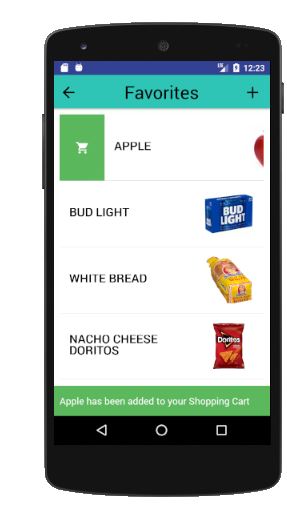 12:23
Favorites
APPLE
BUD LIGHT
BUD
LIGHT
WHITE BREAD
NACHO CHEESE
DORITOS
Doritos
Apple has been added to your Shopping Cart